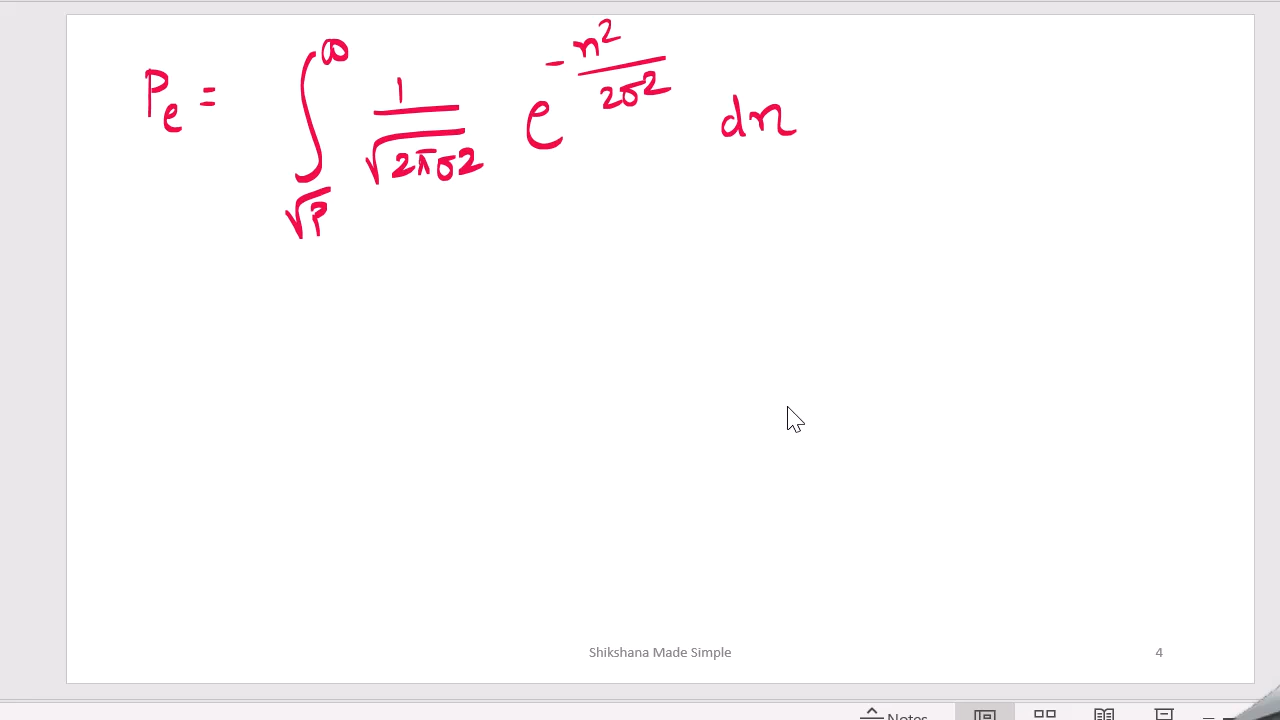 Pe = ∫√P^∞ 1/√2πσ2 e^-n²/2σ² dn
Shikshana Made Simple 4
Notes